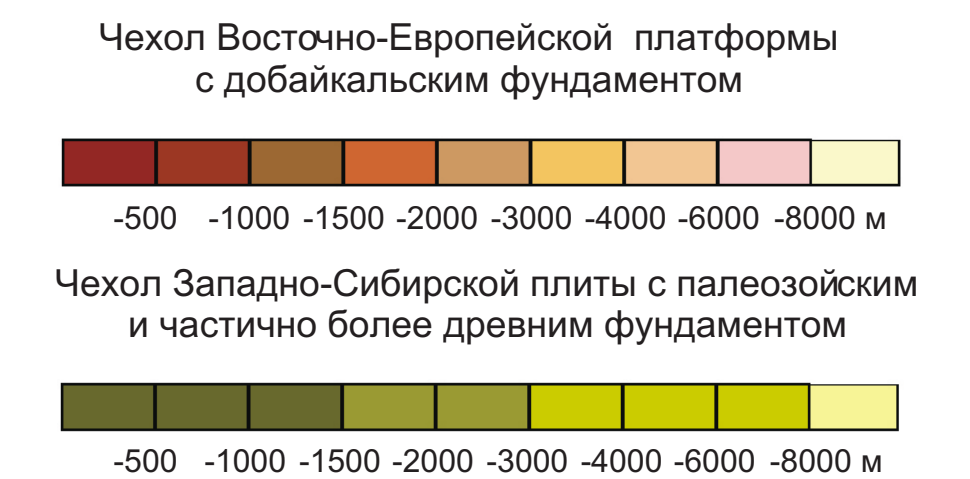 Чехол Восточно-Европейской платформы
с добайкальским фундаментом
-500 -1000 -1500 -2000 -3000 -4000 -6000 -8000 м
Чехол Западно-Сибирской плиты с палеозойским
и частично более древним фундаментом
-500 -1000 -1500 -2000 -3000 -4000 -6000 -8000 м